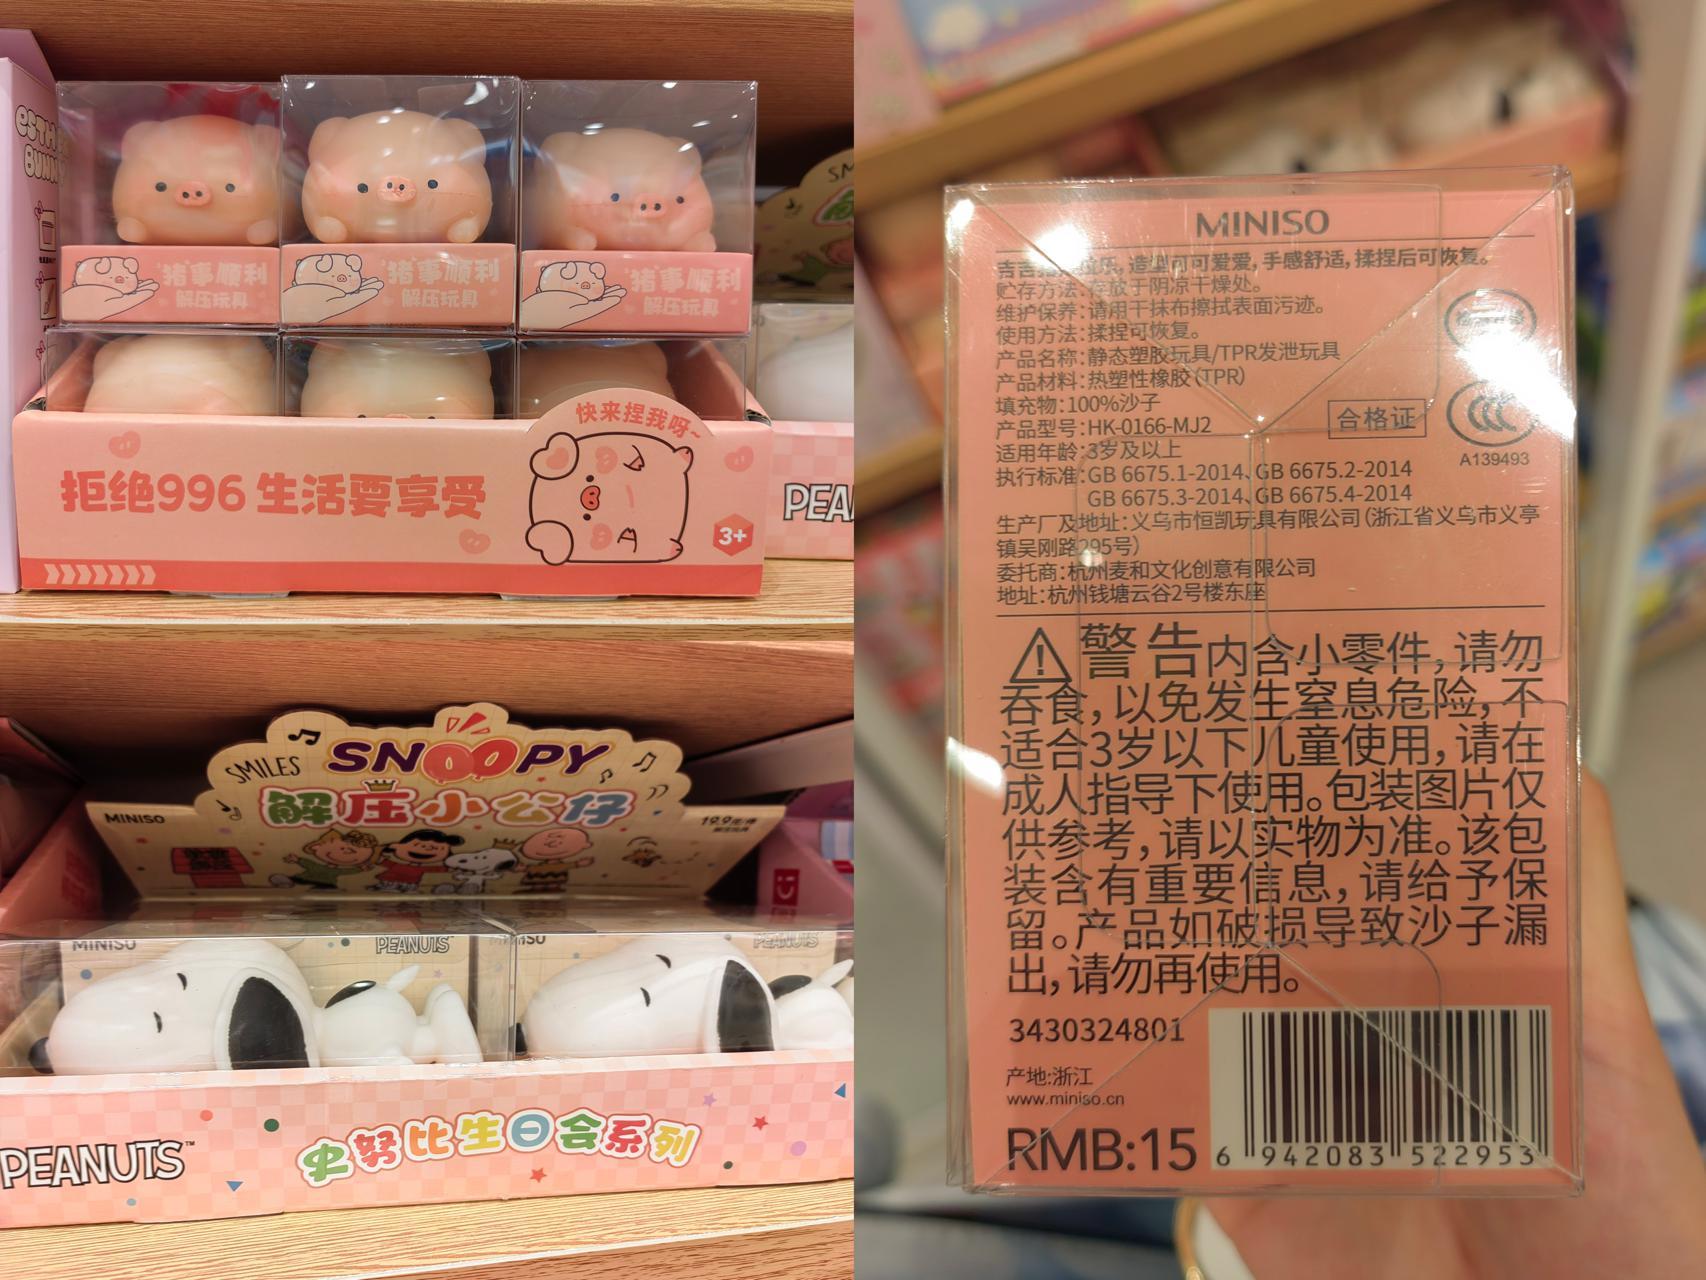 猪事顺利
解压玩具
猪事顺利
解压玩具
猪事顺利
解压玩具
快来捏我呀~
拒绝996 生活要享受
3+
SMILES
SNOOPY
解压小公仔
MINISO
MINISO
PEANUTS
MINISO
PEANUTS
PEANUTS™
史努比生日会系列
MINISO
造型可可爱爱,手感舒适,揉捏后可恢复。
贮存方法:存放于阴凉干燥处。
维护保养:请用干抹布擦拭表面污迹。
使用方法:揉捏可恢复。
产品名称:静态塑胶玩具/TPR发泄玩具
产品材料:热塑性橡胶(TPR)
填充物:100%沙子
产品型号:HK-0166-MJ2
合格证
适用年龄:3岁及以上
A139493
执行标准:GB 6675.1-2014、GB 6675.2-2014
GB 6675.3-2014、GB 6675.4-2014
生产厂及地址:义乌市恒凯玩具有限公司(浙江省义乌市义亭
镇吴刚路295号)
委托商:杭州麦和文化创意有限公司
地址:杭州钱塘云谷2号楼东座
警告内含小零件,请勿
吞食,以免发生窒息危险,不
适合3岁以下儿童使用,请在
成人指导下使用。包装图片仅
供参考,请以实物为准。该包
装含有重要信息,请给予保
留。产品如破损导致沙子漏
出,请勿再使用。
3430324801
产地:浙江
www.miniso.cn
RMB:15
6 942083 522953